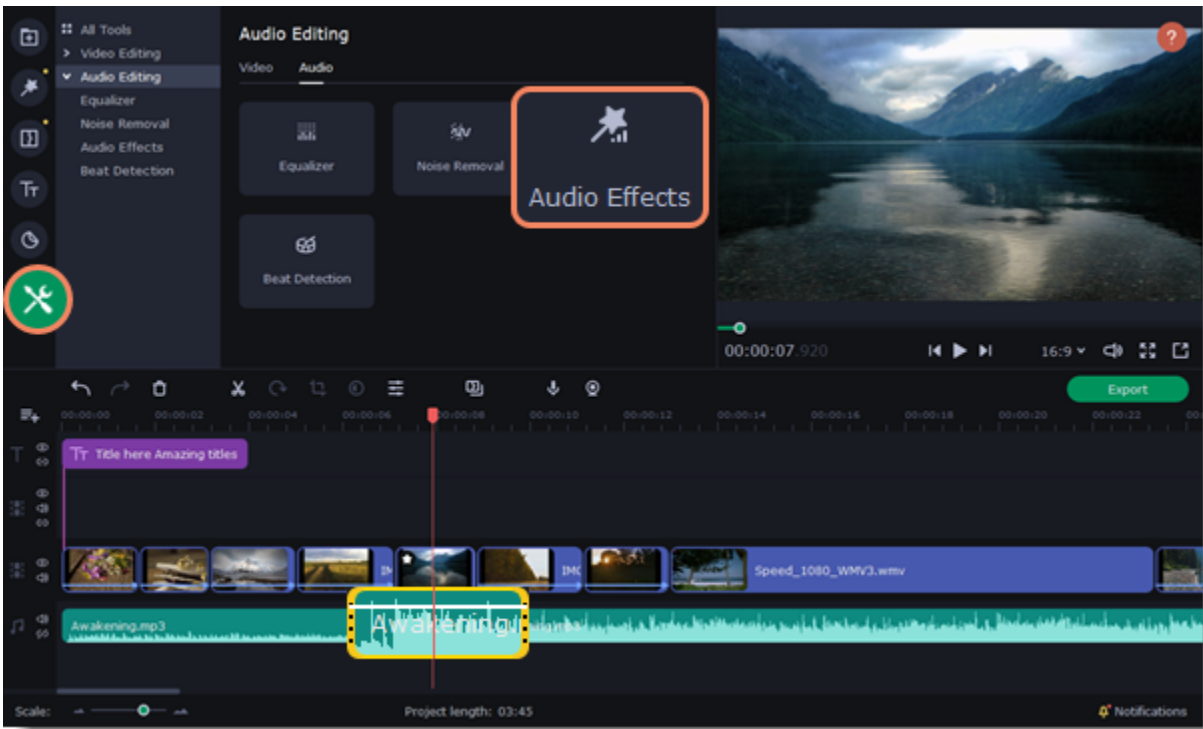 All Tools
Video Editing
Audio Editing
Equalizer
Noise Removal
Audio Effects
Beat Detection
Audio Editing
Video Audio
Equalizer
Noise Removal
Audio Effects
Beat Detection
?
00:00:07.920
16:9
Export
00:00:00 00:00:02 00:00:04 00:00:06 00:00:08 00:00:10 00:00:12 00:00:14 00:00:16 00:00:18 00:00:20 00:00:22
Title here Amazing titles
Speed_1080_WMV3.wmv
Awakening.mp3
Awakening.
Scale:
Project length: 03:45
Notifications